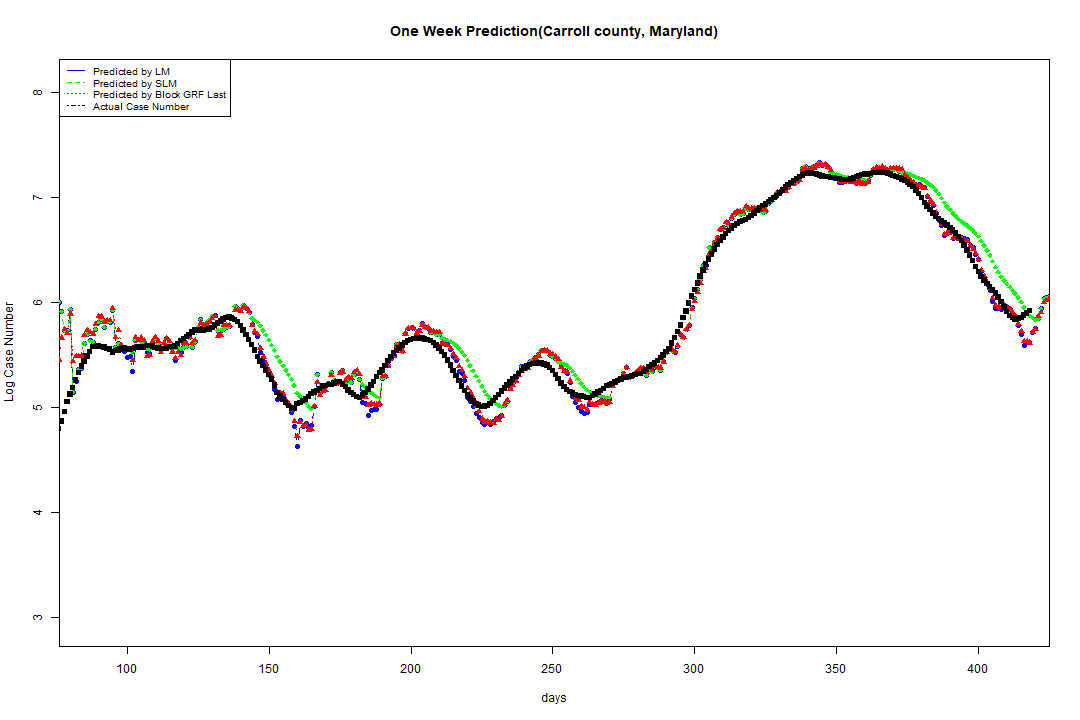 One Week Prediction(Carroll county, Maryland)
Predicted by LM
Predicted by SLM
Predicted by Block GRF Last
Actual Case Number
8
7
6
5
4
3
Log Case Number
100 150 200 250 300 350 400
days